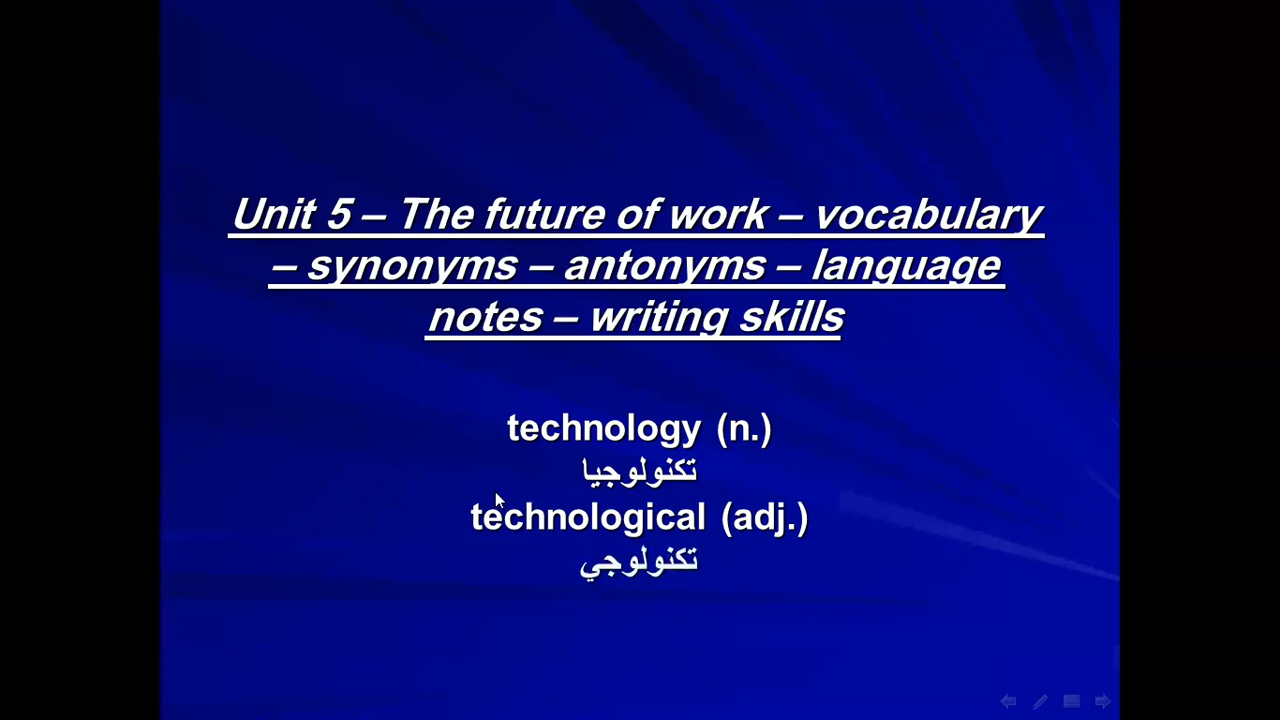 Unit 5 – The future of work – vocabulary
– synonyms – antonyms – language
notes – writing skills
technology (n.)
تكنولوجيا
technological (adj.)
تكنولوجي